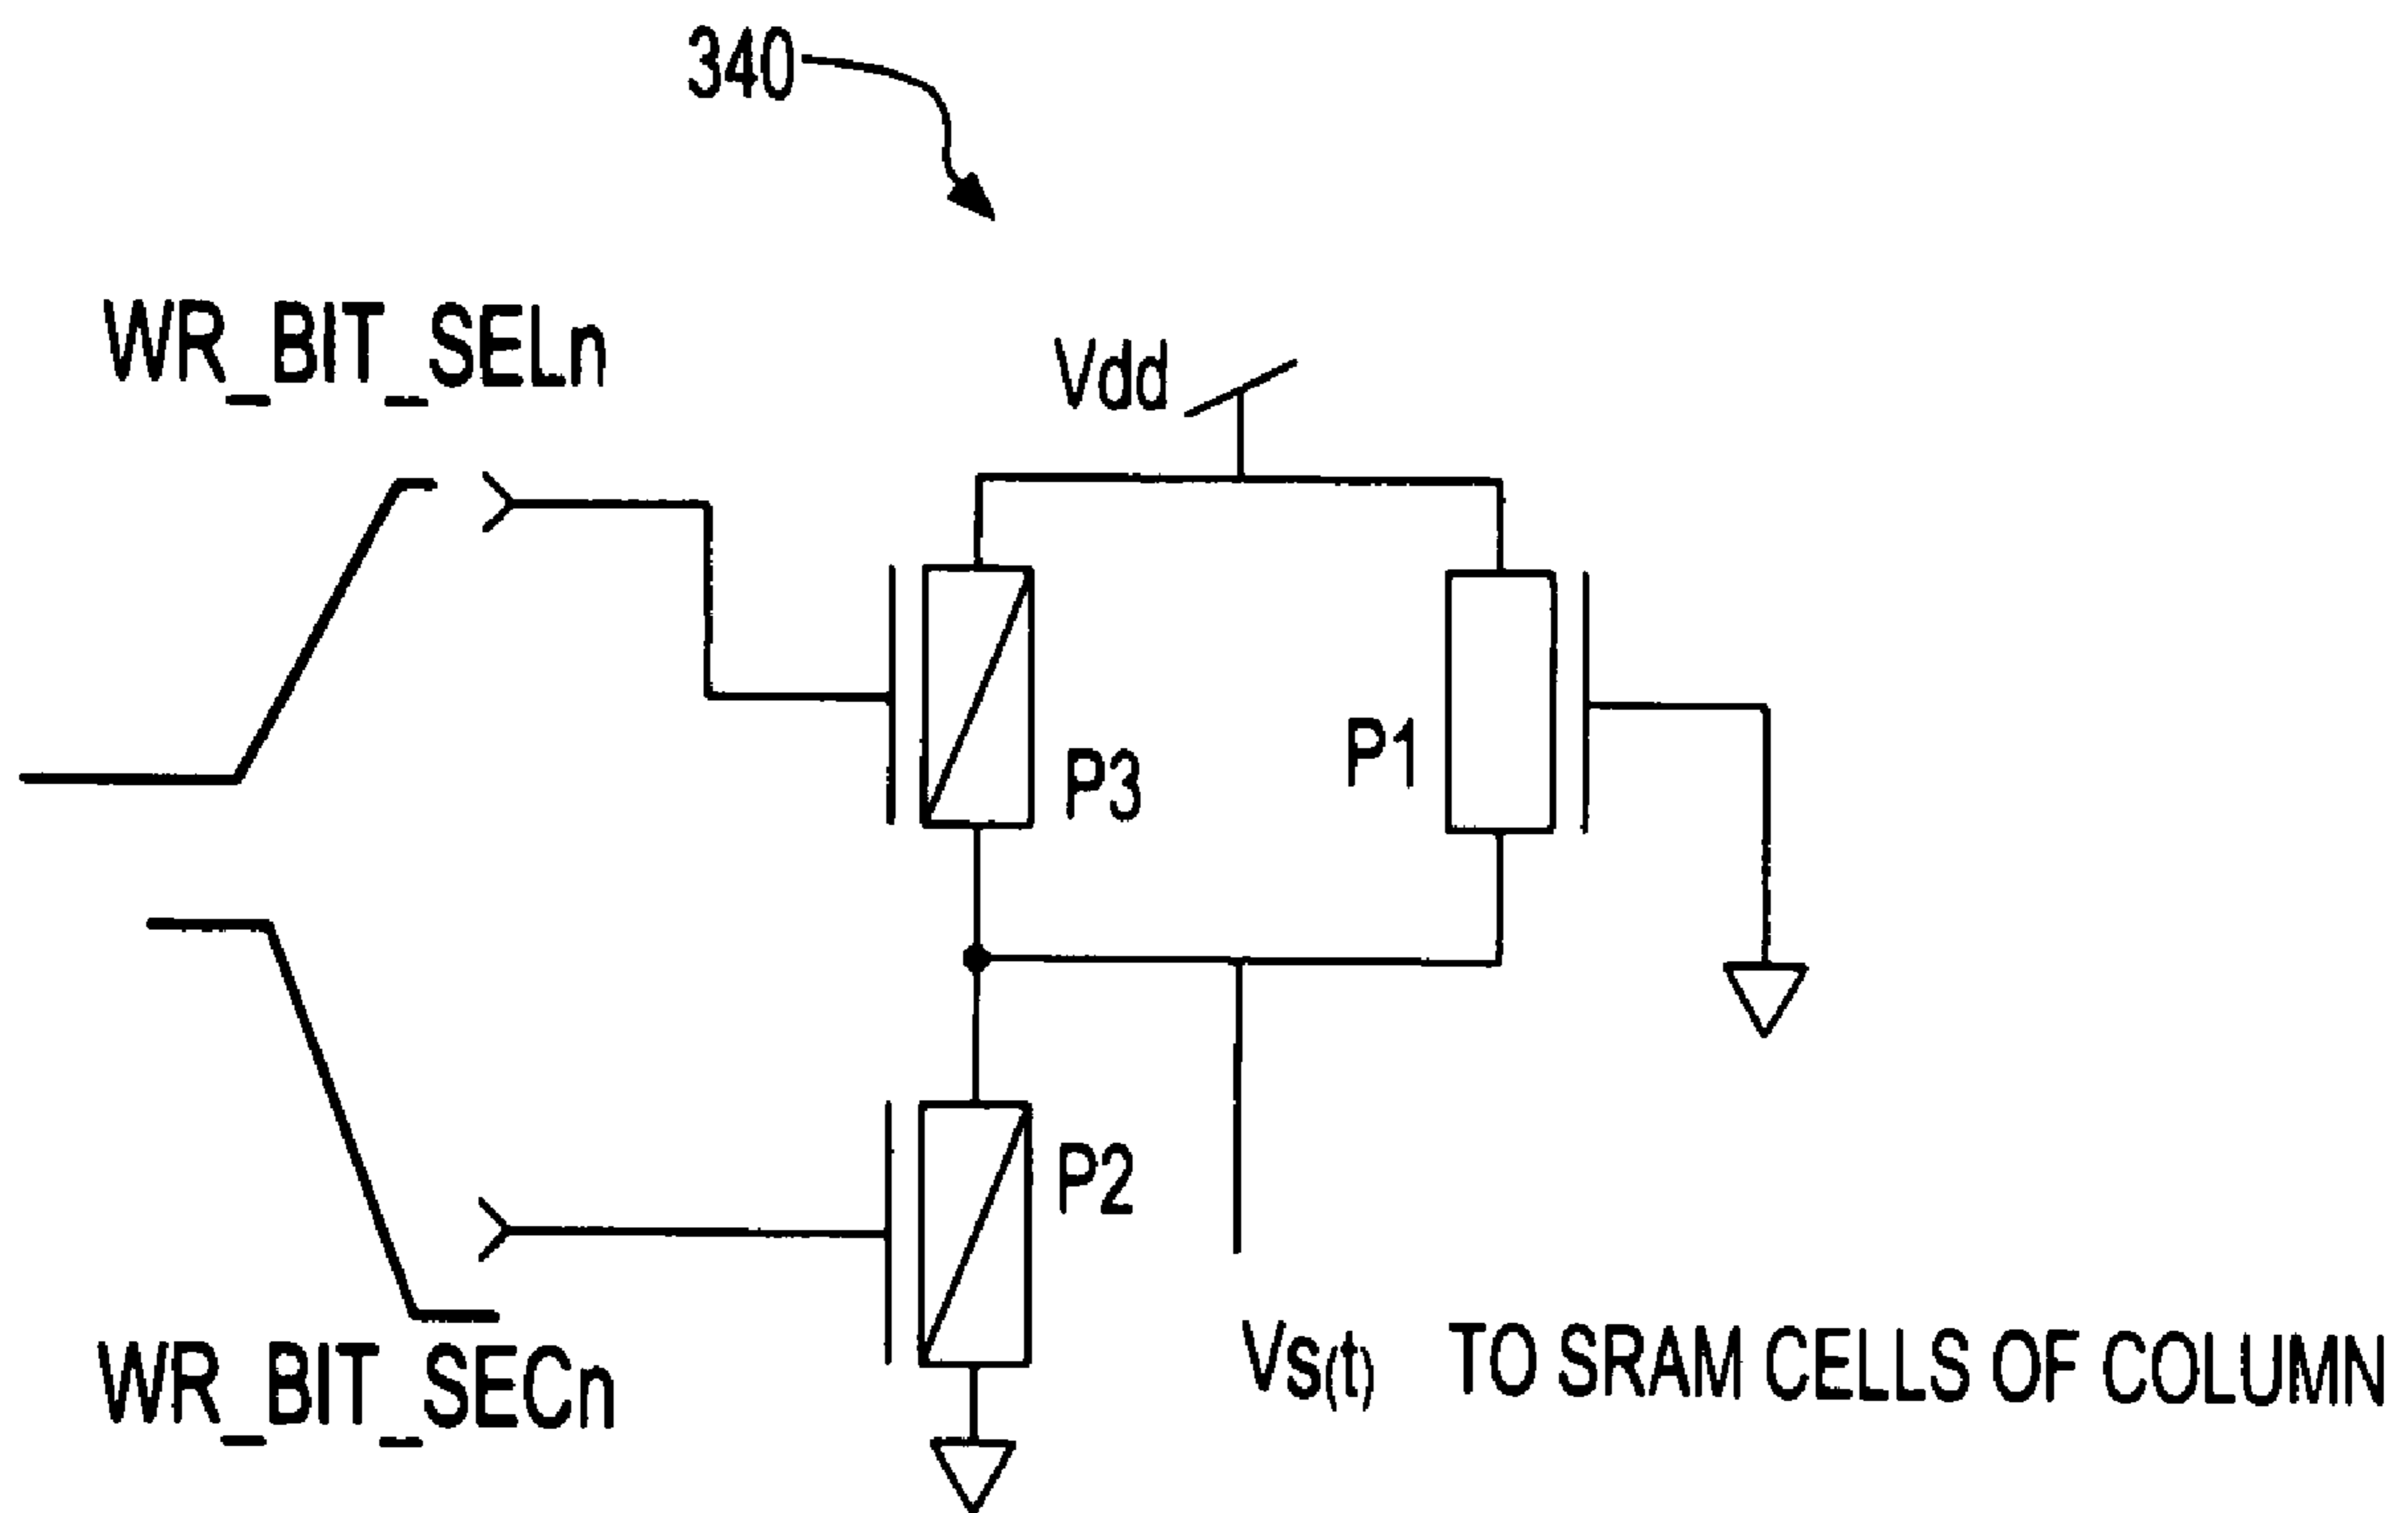 340
WR_BIT_SELn
Vdd
P3
P1
P2
WR_BIT_SECn
Vs(t) TO SRAM CELLS OF COLUMN